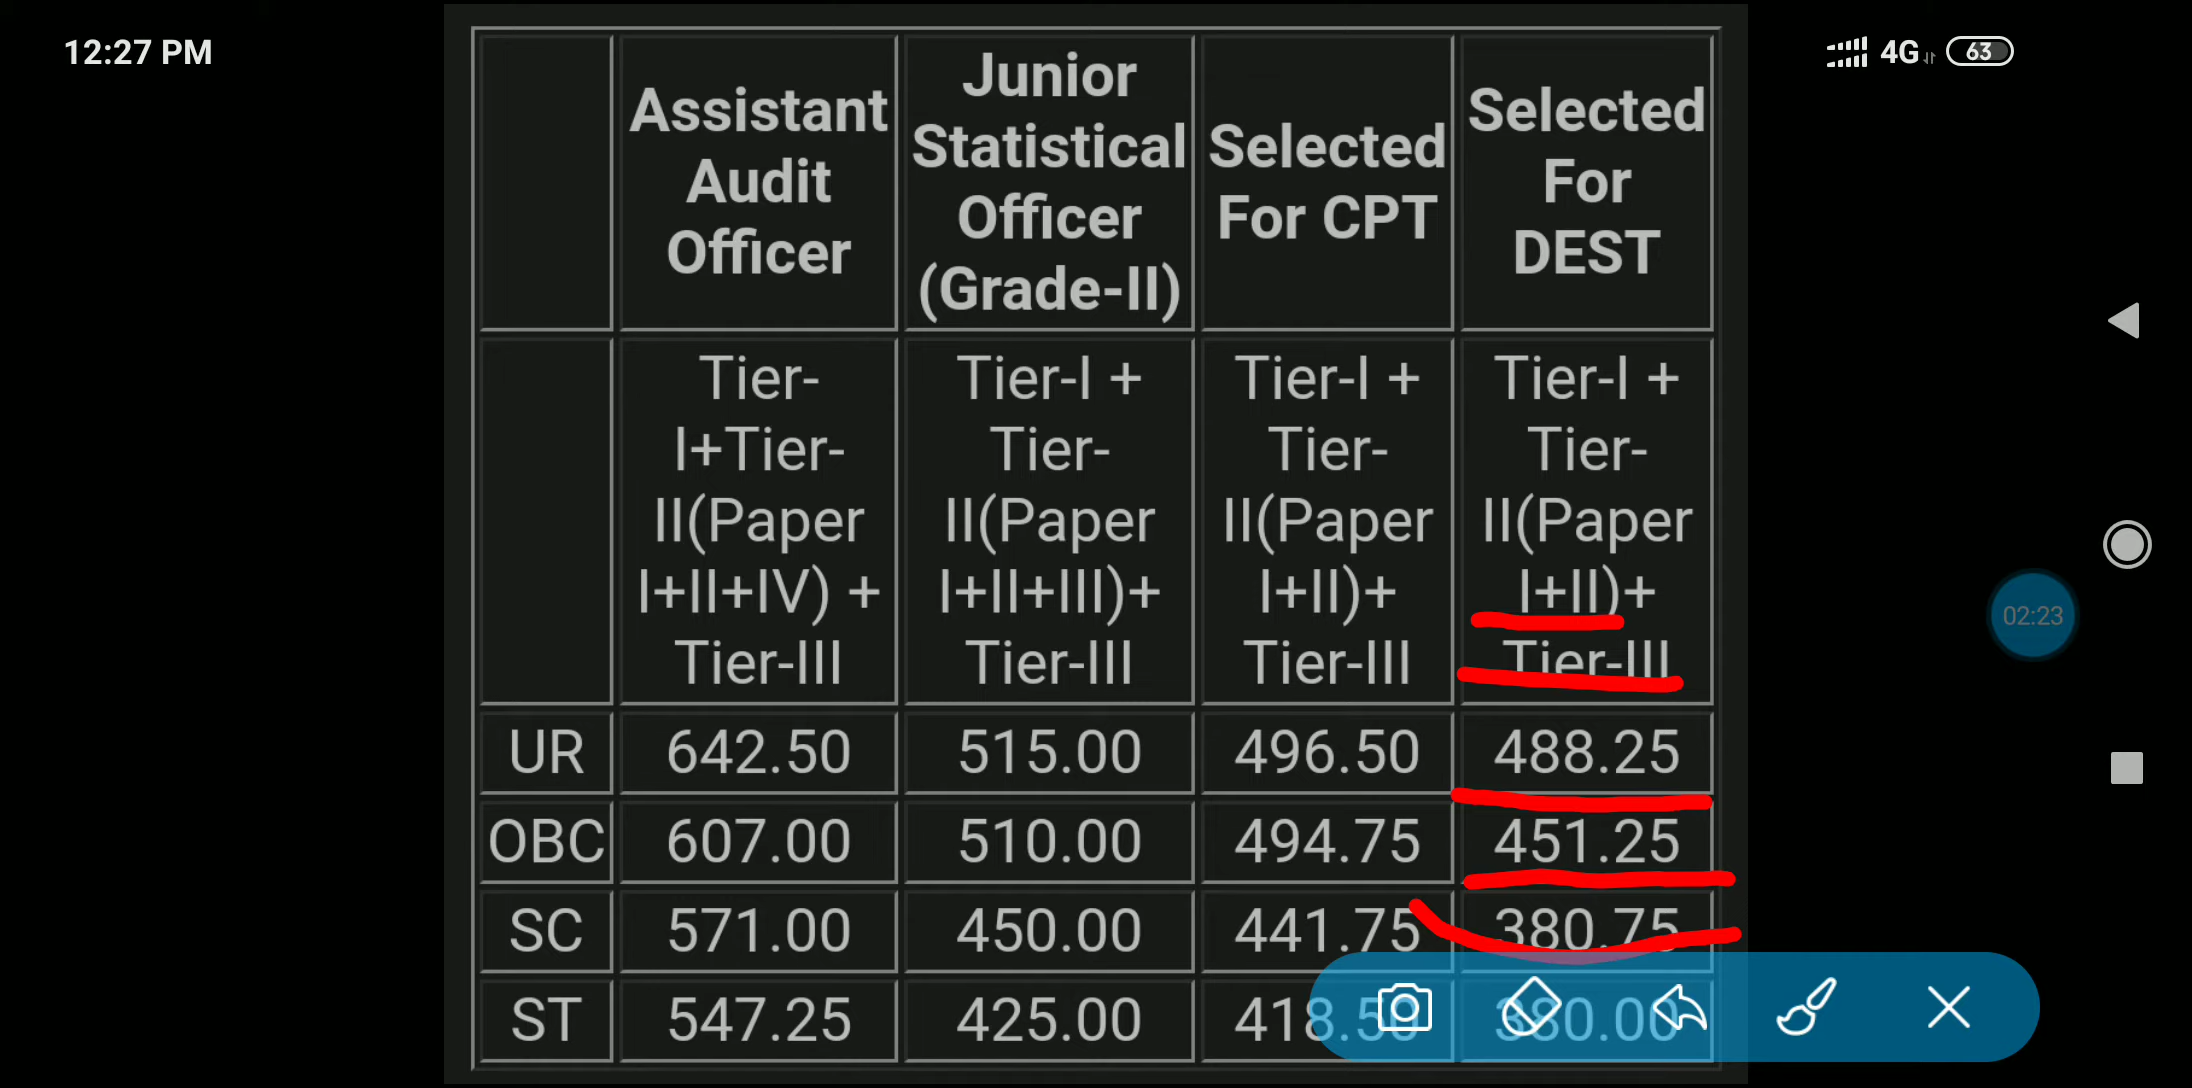 12:27 PM
4G 63
Assistant
Audit
Officer
Junior
Statistical
Officer
(Grade-II)
Selected
For CPT
Selected
For
DEST
Tier-
I+Tier-
II(Paper
I+II+IV) +
Tier-III
Tier-I +
Tier-
II(Paper
I+II+III)+
Tier-III
Tier-I +
Tier-
II(Paper
I+II)+
Tier-III
Tier-I +
Tier-
II(Paper
I+II)+
Tier-III
02:23
UR 642.50 515.00 496.50 488.25
OBC 607.00 510.00 494.75 451.25
SC 571.00 450.00 441.75 380.75
ST 547.25 425.00 418.50 380.00